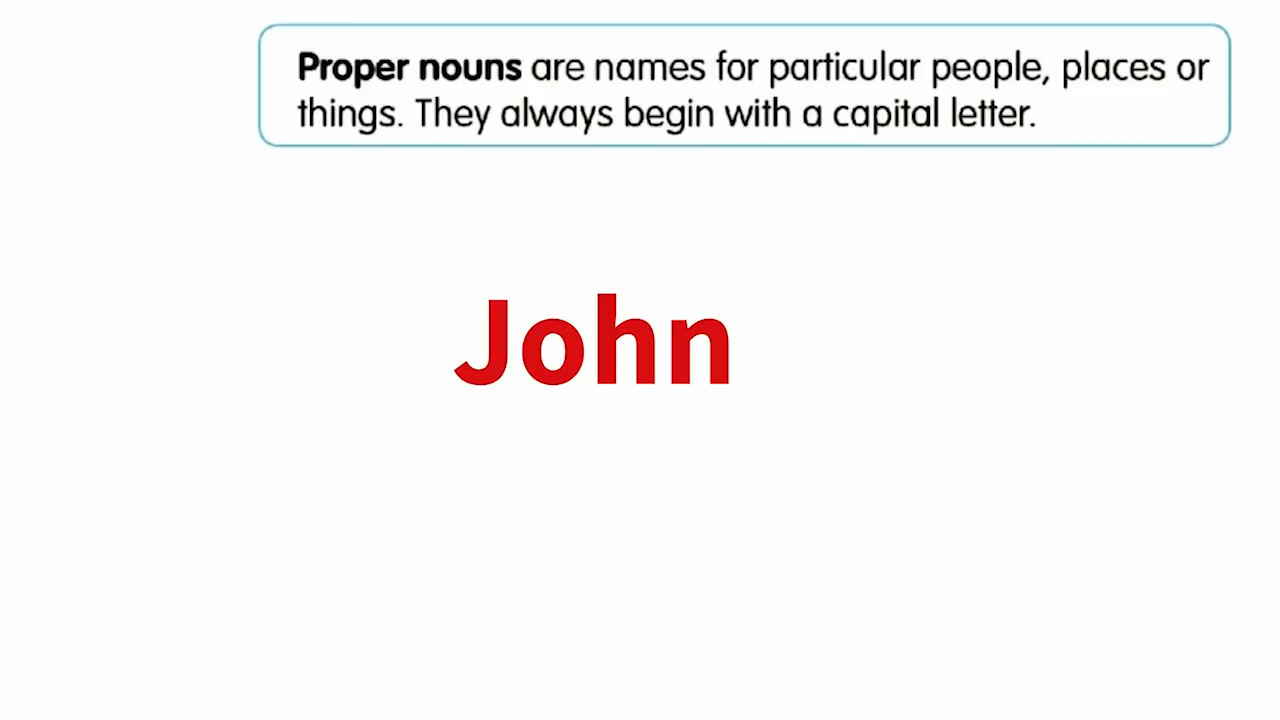 Proper nouns are names for particular people, places or
things. They always begin with a capital letter.
John